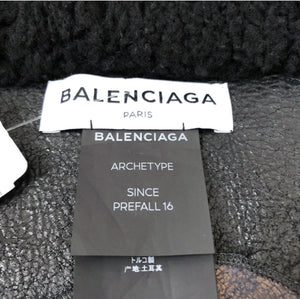 BALENCIAGA
PARIS
BALENCIAGA
ARCHETYPE
SINCE
PREFALL 16
トルコ製
产地:土耳其